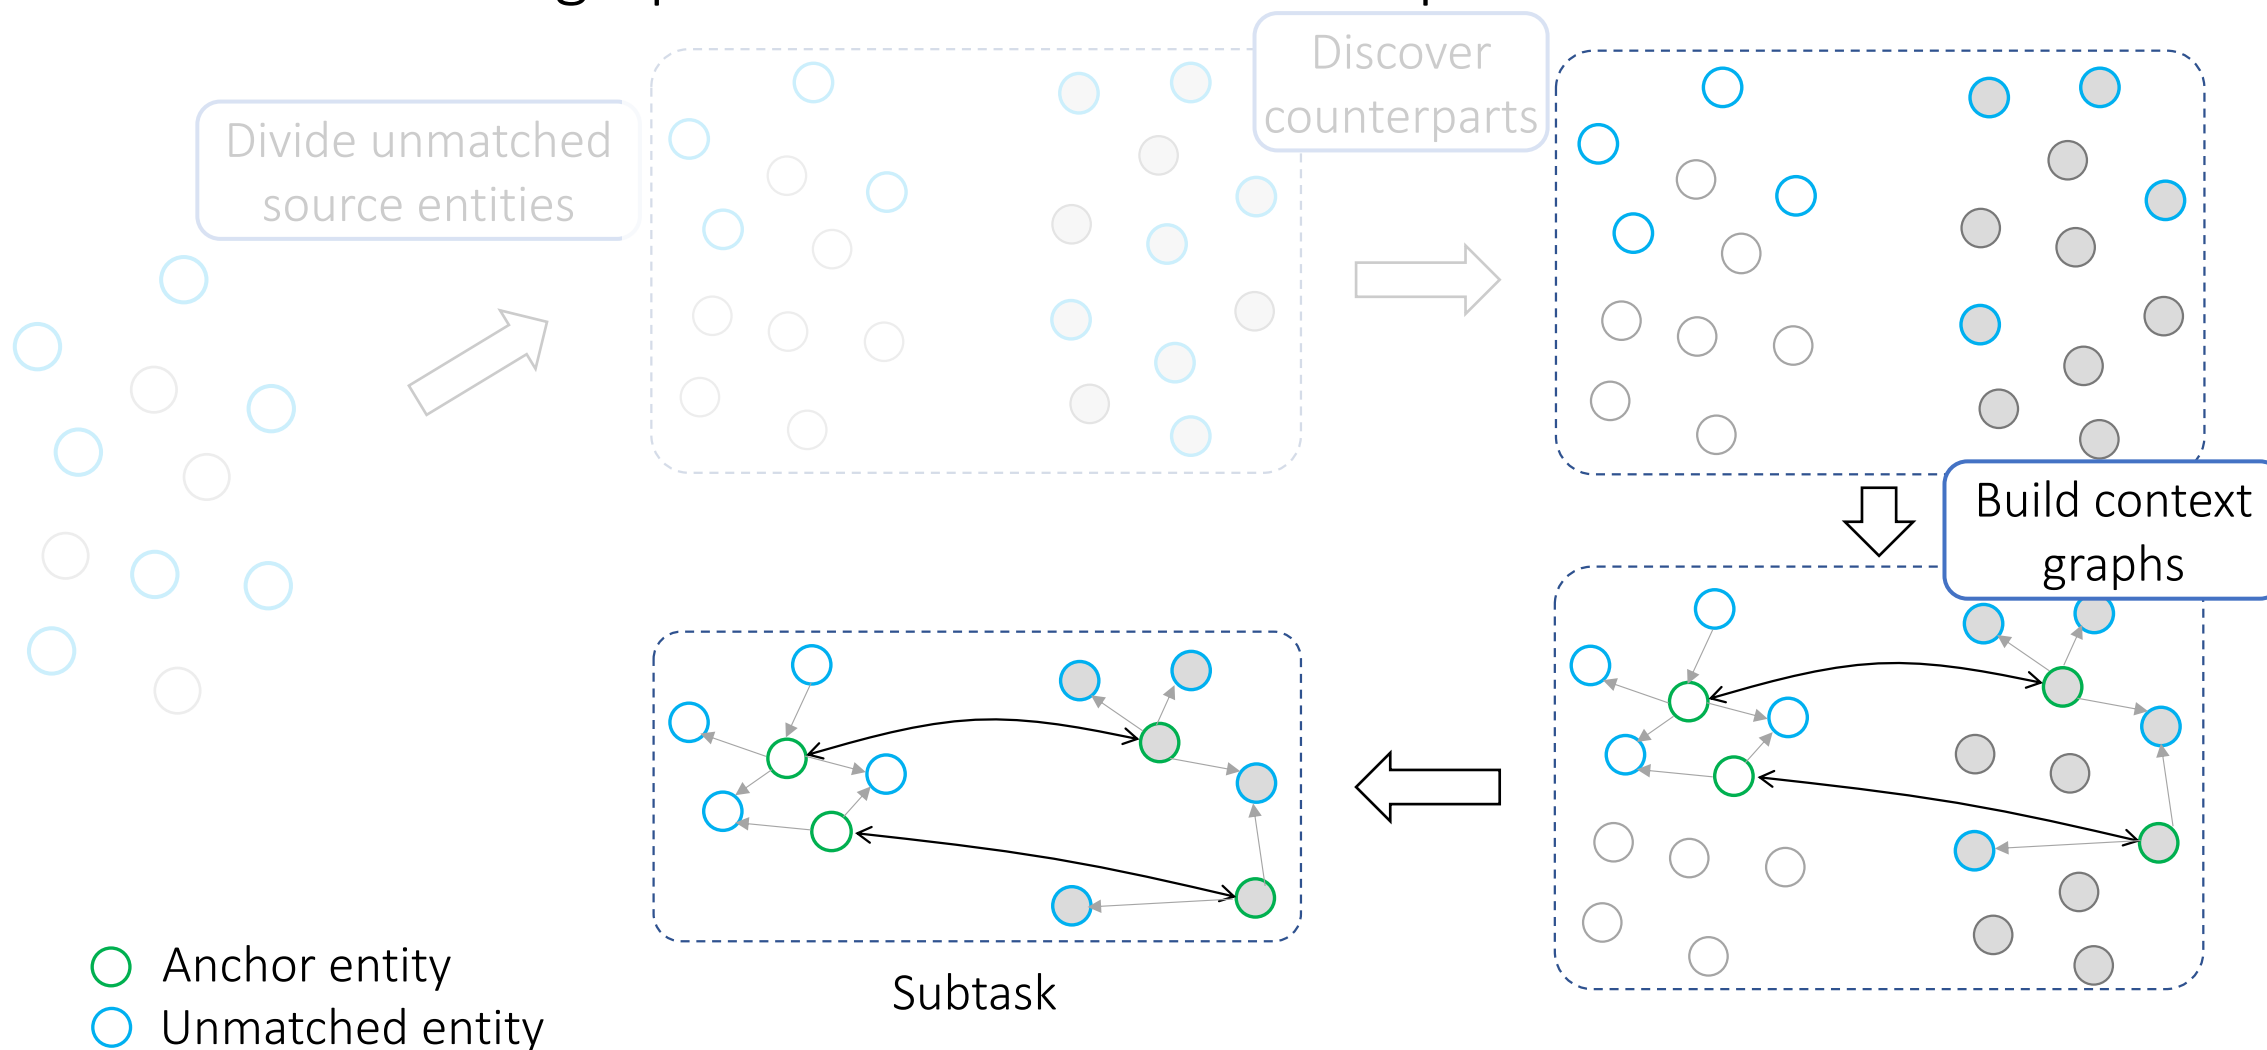 Divide unmatched
source entities
Discover
counterparts
Build context
graphs
Subtask
Anchor entity
Unmatched entity